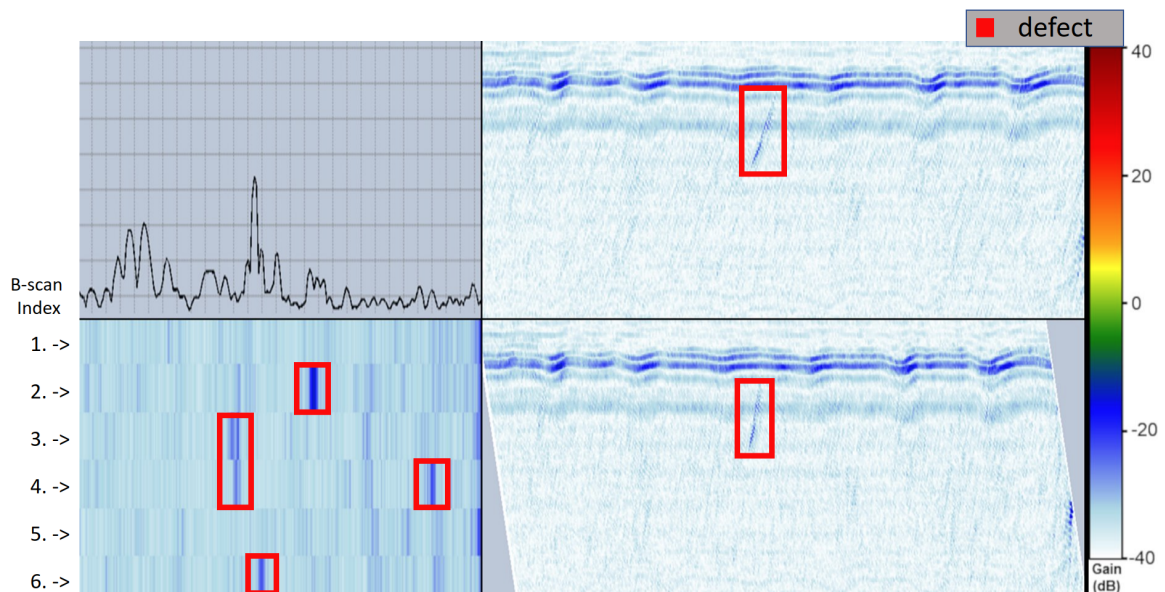 defect
40
20
0
-20
-40
Gain
(dB)
B-scan
Index
1. ->
2. ->
3. ->
4. ->
5. ->
6. ->